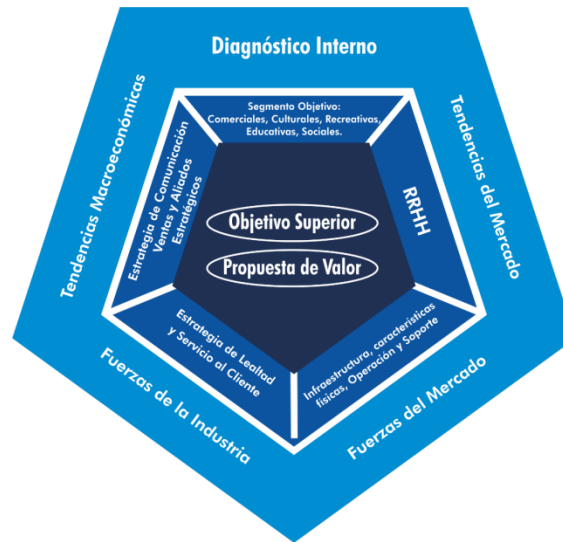 Diagnóstico Interno
Tendencias Macroeconómicas
Tendencias del Mercado
Segmento Objetivo:
Comerciales, Culturales, Recreativas,
Educativas, Sociales.
Estrategia de Comunicación
Ventas y Aliados
Estratégicos
RRHH
Objetivo Superior
Propuesta de Valor
Estrategia de Lealtad
y Servicio al Cliente
Infraestructura, características
físicas, Operación y Soporte
Fuerzas de la Industria
Fuerzas del Mercado